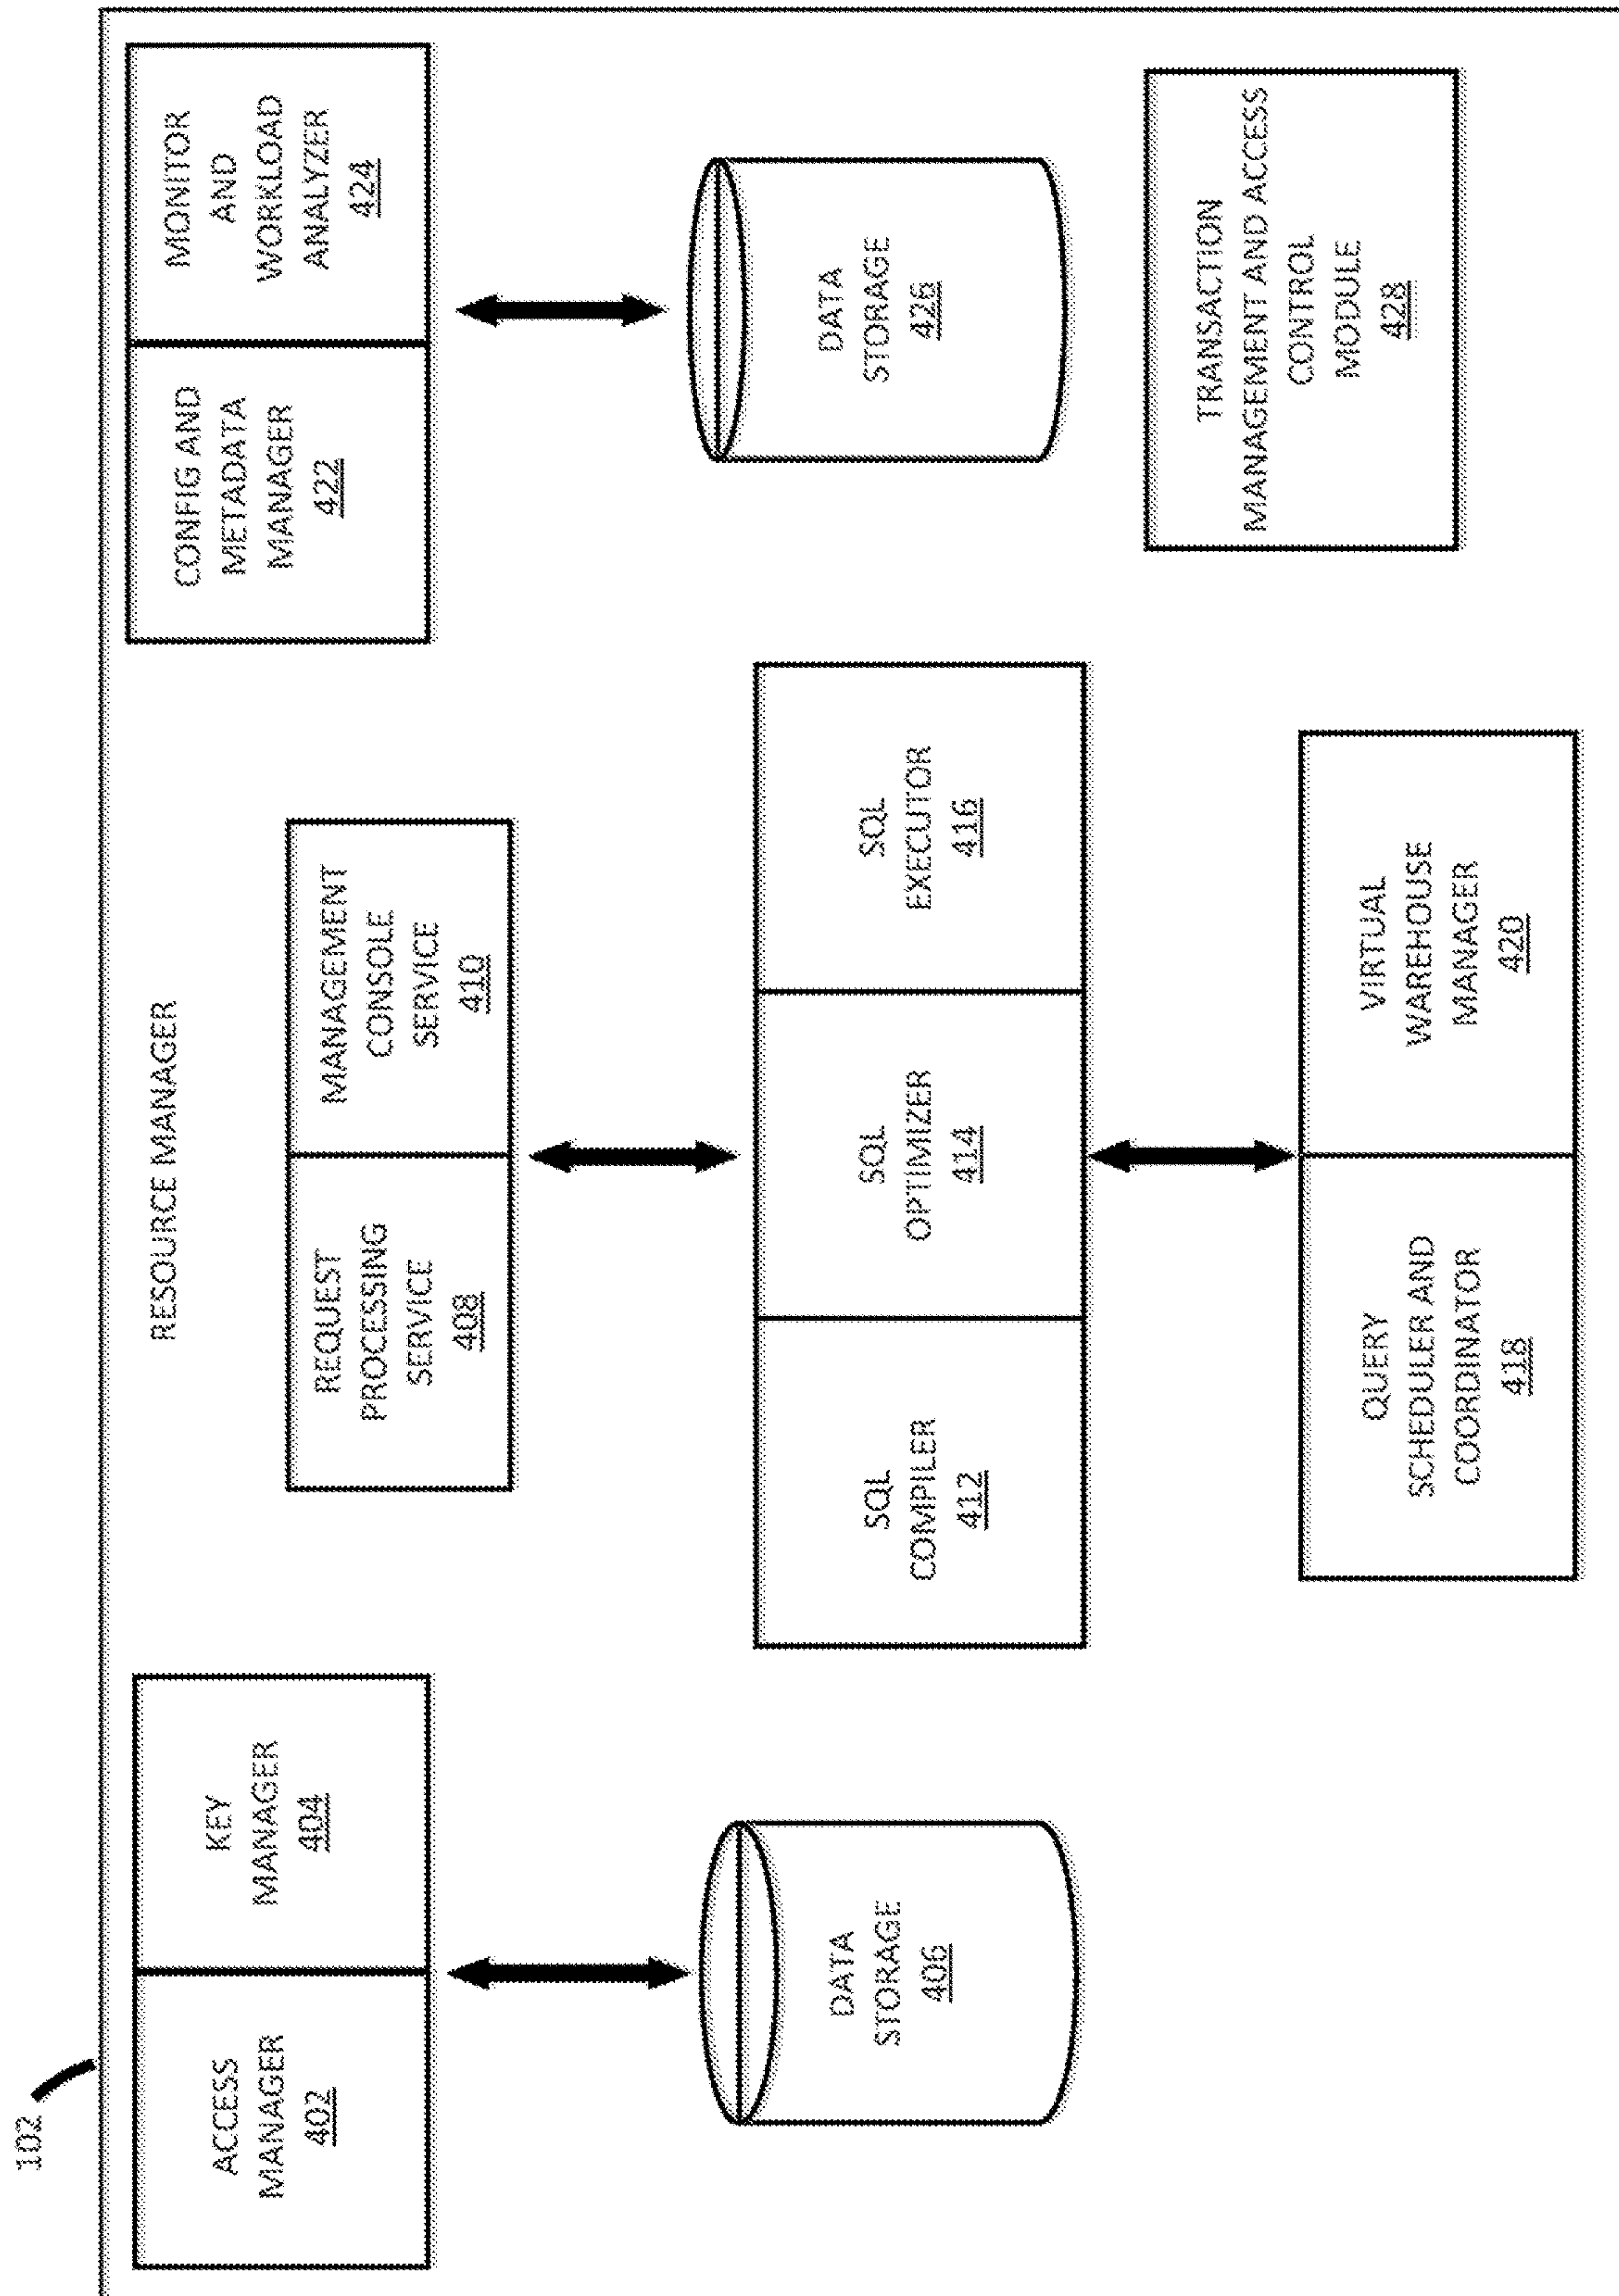 102
RESOURCE MANAGER
ACCESS
MANAGER
402
KEY
MANAGER
404
DATA
STORAGE
406
REQUEST
PROCESSING
SERVICE
408
MANAGEMENT
CONSOLE
SERVICE
410
SQL
COMPILER
412
SQL
OPTIMIZER
414
SQL
EXECUTOR
416
QUERY
SCHEDULER AND
COORDINATOR
418
VIRTUAL
WAREHOUSE
MANAGER
420
CONFIG AND
METADATA
MANAGER
422
MONITOR
AND
WORKLOAD
ANALYZER
424
DATA
STORAGE
426
TRANSACTION
MANAGEMENT AND ACCESS
CONTROL
MODULE
428